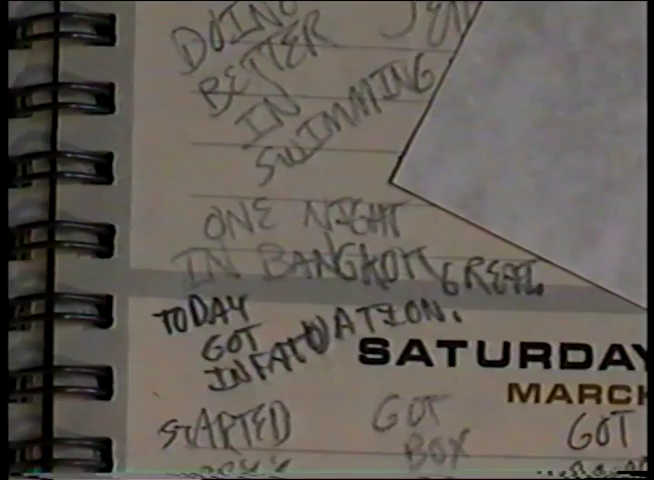 DOING
BETTER
IN
SWIMMING
ONE NIGHT
IN BANGKOK GREAT.
TODAY
GOT
INFATUATION.
SATURDAY
MARCH
STARTED
GOT
BOX
GOT